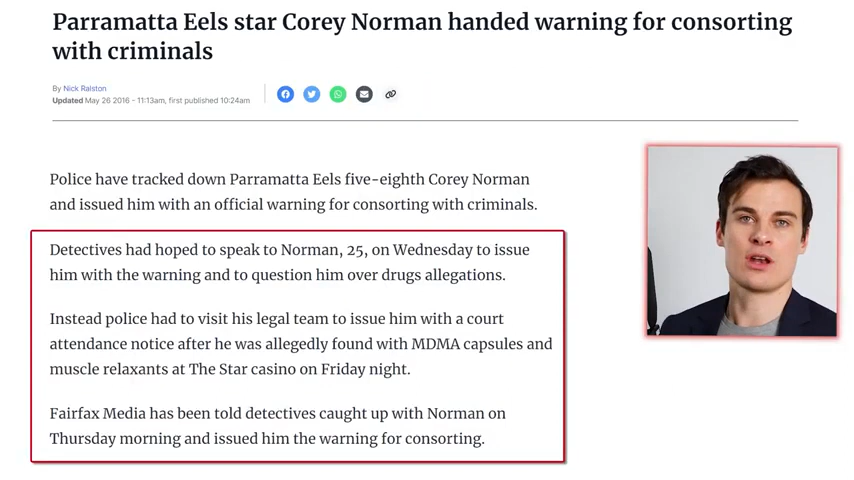 Parramatta Eels star Corey Norman handed warning for consorting
with criminals
By Nick Ralston
Updated May 26 2016 - 11:13am, first published 10:24am
Police have tracked down Parramatta Eels five-eighth Corey Norman
and issued him with an official warning for consorting with criminals.
Detectives had hoped to speak to Norman, 25, on Wednesday to issue
him with the warning and to question him over drugs allegations.
Instead police had to visit his legal team to issue him with a court
attendance notice after he was allegedly found with MDMA capsules and
muscle relaxants at The Star casino on Friday night.
Fairfax Media has been told detectives caught up with Norman on
Thursday morning and issued him the warning for consorting.